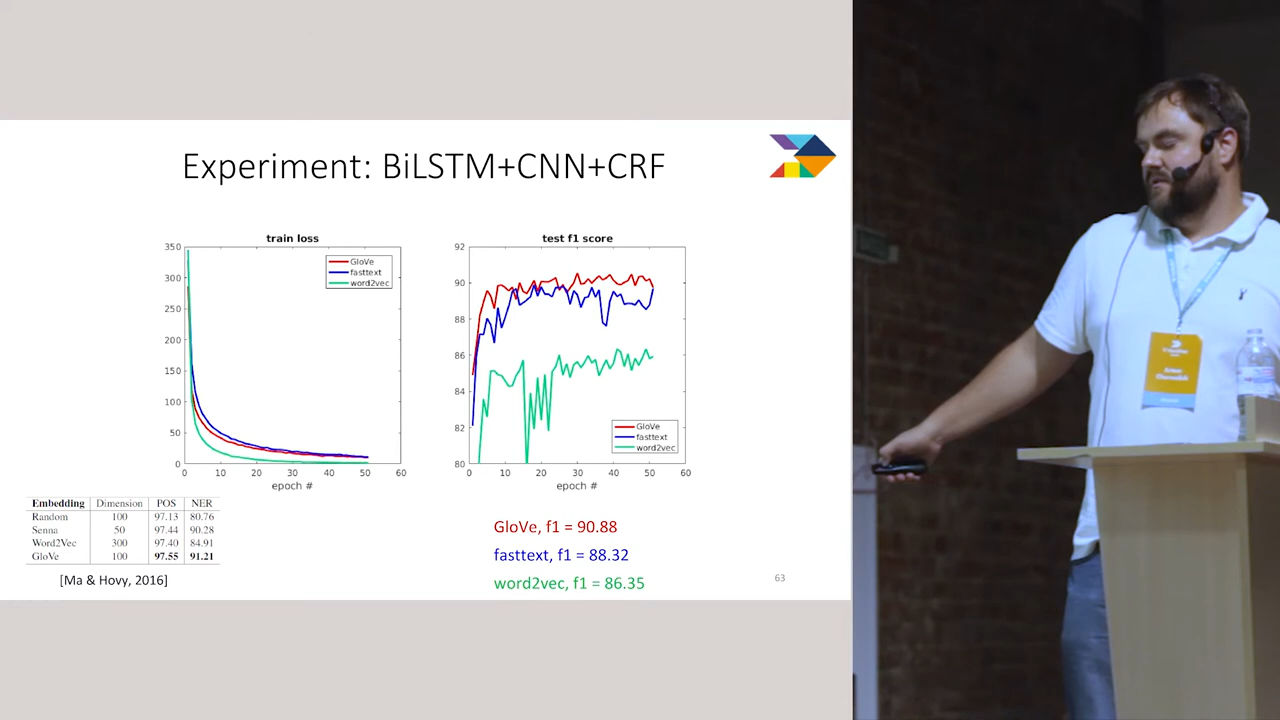 Experiment: BiLSTM+CNN+CRF
train loss
350
300
250
200
150
100
50
0
GloVe
fasttext
word2vec
0 10 20 30 40 50 60
epoch #
test f1 score
92
90
88
86
84
82
80
GloVe
fasttext
word2vec
0 10 20 30 40 50 60
epoch #
Embedding Dimension POS NER
Random 100 97.13 80.76
Senna 50 97.44 90.28
Word2Vec 300 97.40 84.91
GloVe 100 97.55 91.21
[Ma & Hovy, 2016]
GloVe, f1 = 90.88
fasttext, f1 = 88.32
word2vec, f1 = 86.35
63